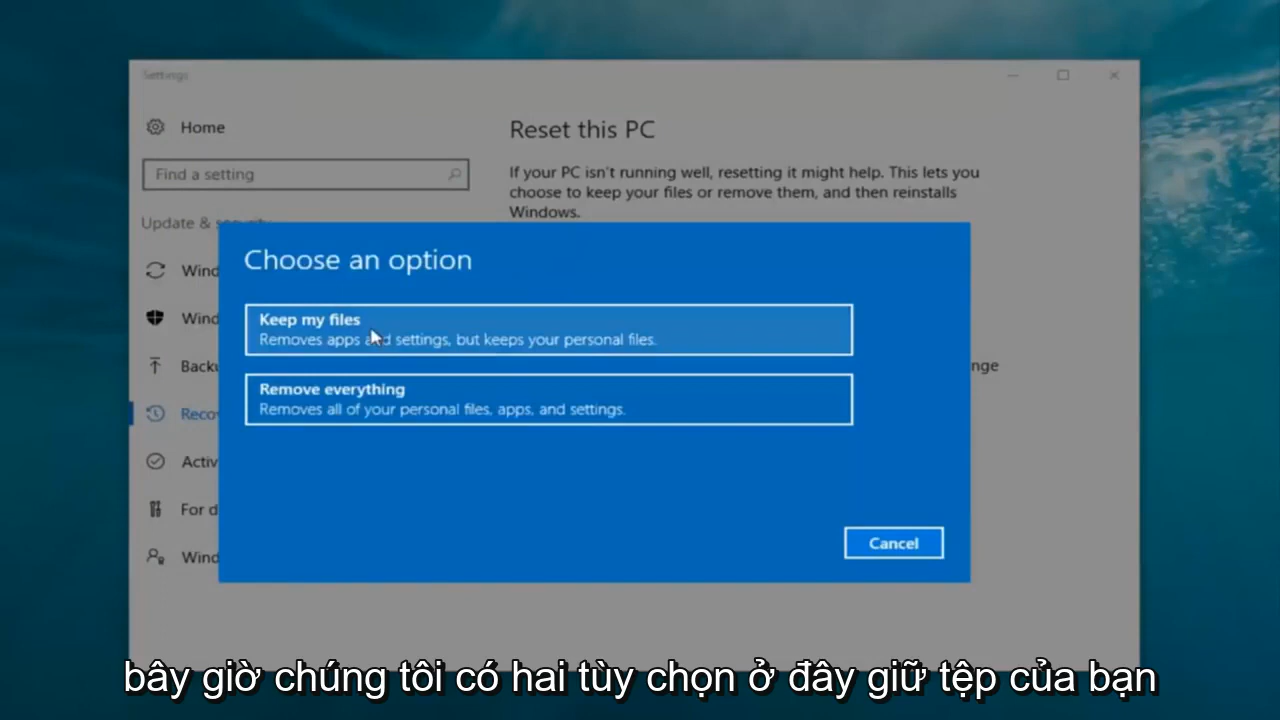 Settings
Home
Find a setting
Update & security
Wind
Wind
Backu
Recov
Activ
For d
Wind
Reset this PC
If your PC isn't running well, resetting it might help. This lets you
choose to keep your files or remove them, and then reinstalls
Windows.
nge
Choose an option
Keep my files
Removes apps and settings, but keeps your personal files.
Remove everything
Removes all of your personal files, apps, and settings.
Cancel
bây giờ chúng tôi có hai tùy chọn ở đây giữ tệp của bạn